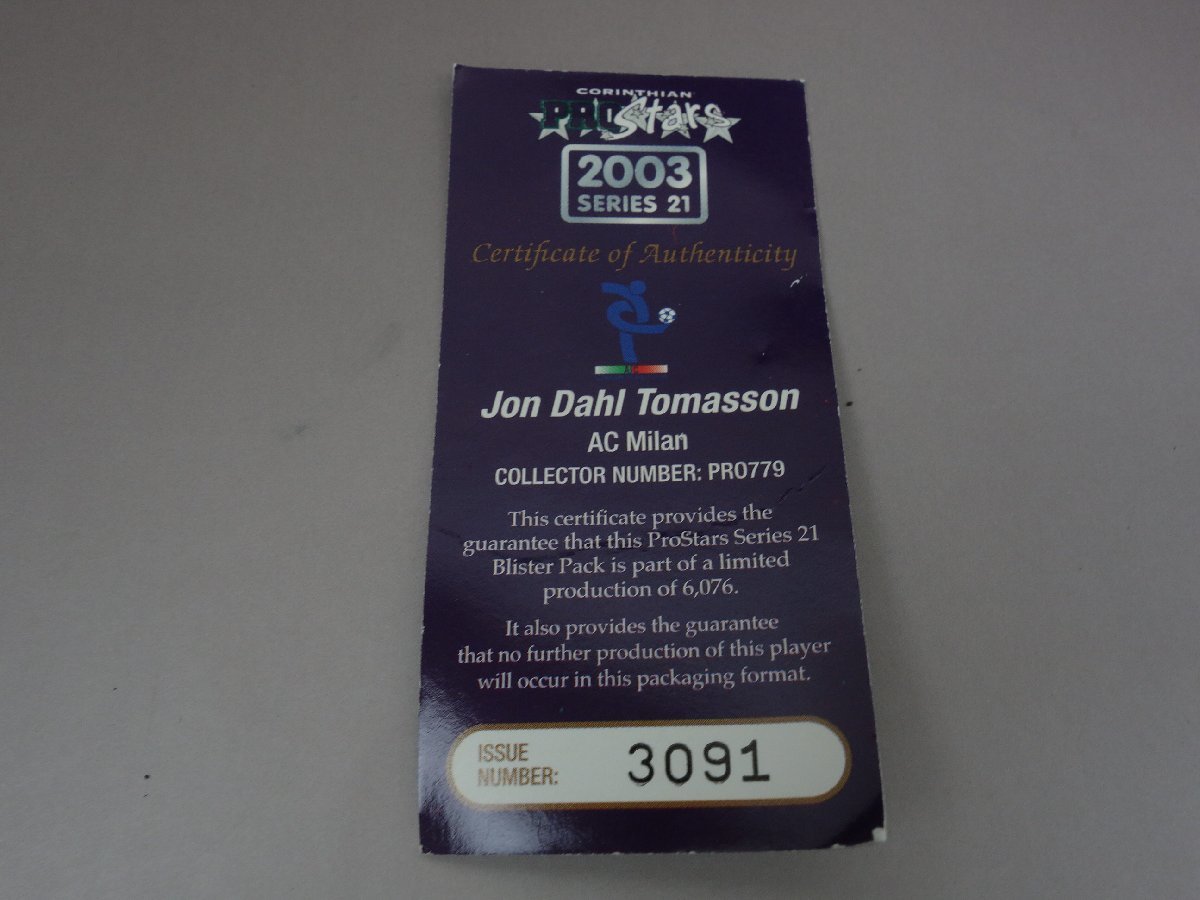 CORINTHIAN
PROStars
2003
SERIES 21
Certificate of Authenticity
AC
Jon Dahl Tomasson
AC Milan
COLLECTOR NUMBER: PRO779
This certificate provides the
guarantee that this ProStars Series 21
Blister Pack is part of a limited
production of 6,076.
It also provides the guarantee
that no further production of this player
will occur in this packaging format.
ISSUE
NUMBER: 3091